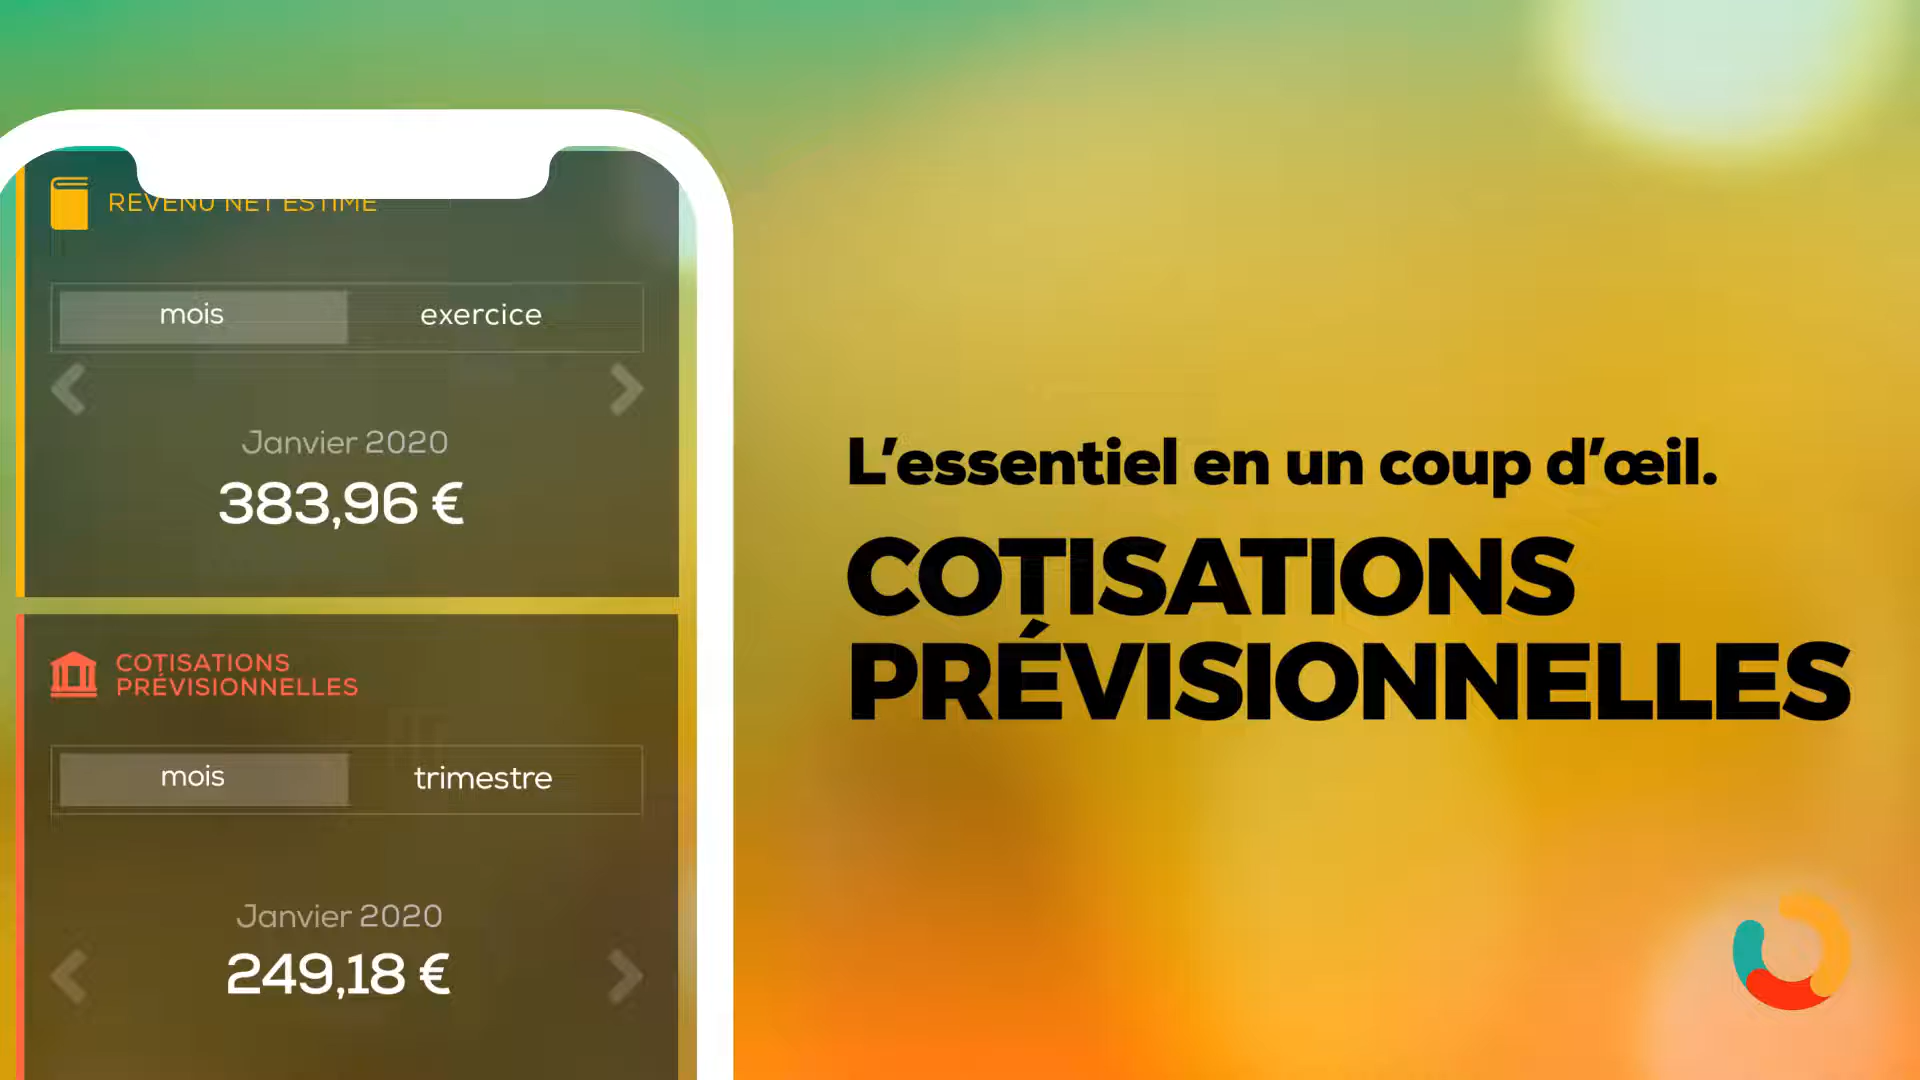 REVENU NET ESTIME
mois
exercice
Janvier 2020
383,96 €
COTISATIONS
PRÉVISIONNELLES
mois
trimestre
Janvier 2020
249,18 €
L’essentiel en un coup d’œil.
COTISATIONS
PRÉVISIONNELLES